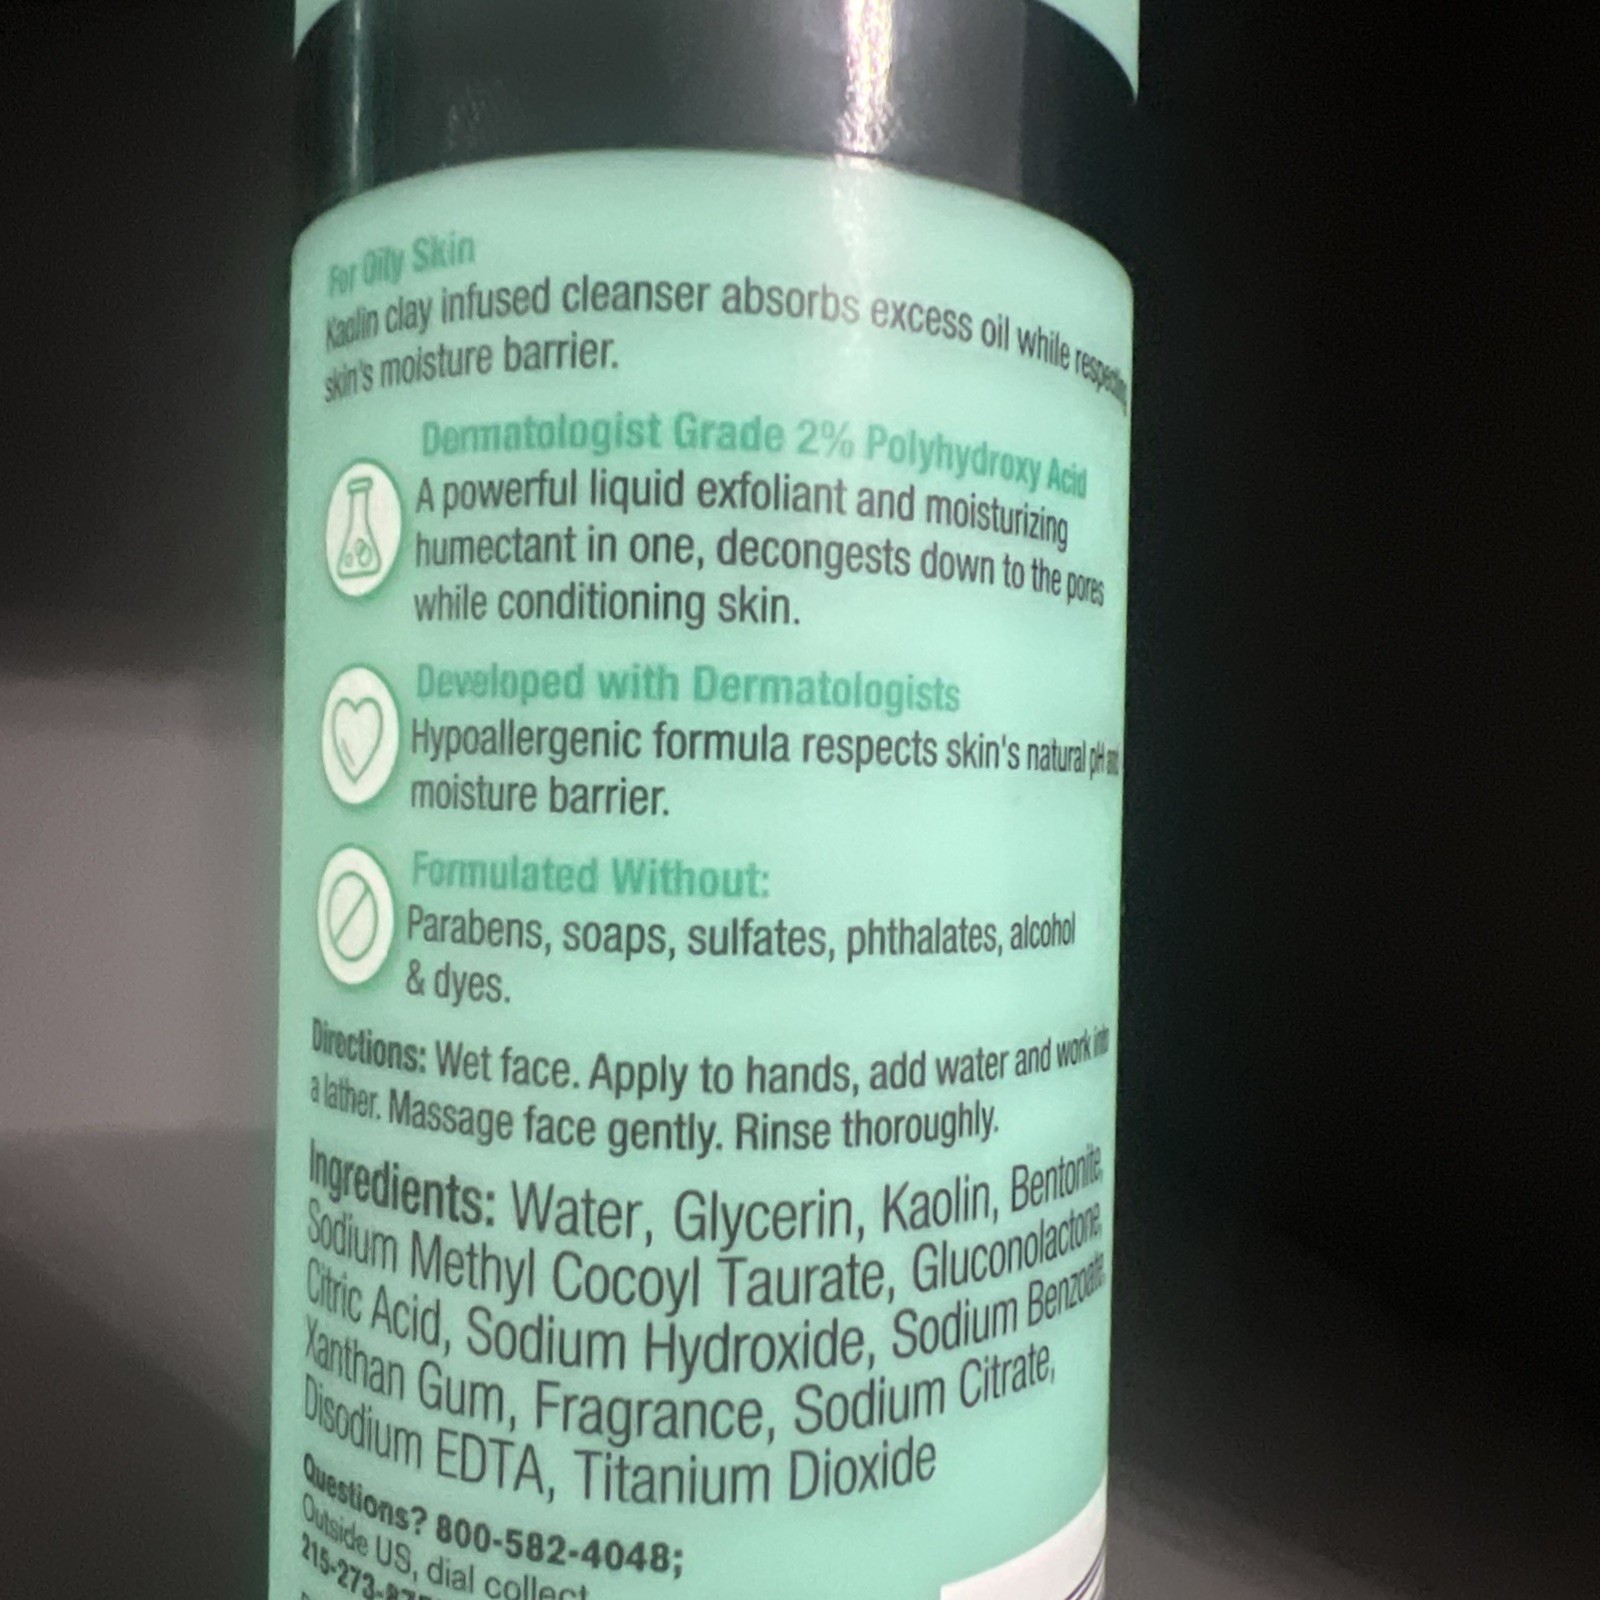 For Oily Skin
Kaolin clay infused cleanser absorbs excess oil while respecting
skin's moisture barrier.
Dermatologist Grade 2% Polyhydroxy Acid
A powerful liquid exfoliant and moisturizing
humectant in one, decongests down to the pores
while conditioning skin.
Developed with Dermatologists
Hypoallergenic formula respects skin's natural pH and
moisture barrier.
Formulated Without:
Parabens, soaps, sulfates, phthalates, alcohol
& dyes.
Directions: Wet face. Apply to hands, add water and work into
a lather. Massage face gently. Rinse thoroughly.
Ingredients: Water, Glycerin, Kaolin, Bentonite,
Sodium Methyl Cocoyl Taurate, Gluconolactone,
Citric Acid, Sodium Hydroxide, Sodium Benzoate,
Xanthan Gum, Fragrance, Sodium Citrate,
Disodium EDTA, Titanium Dioxide
Questions? 800-582-4048;
Outside US, dial collect